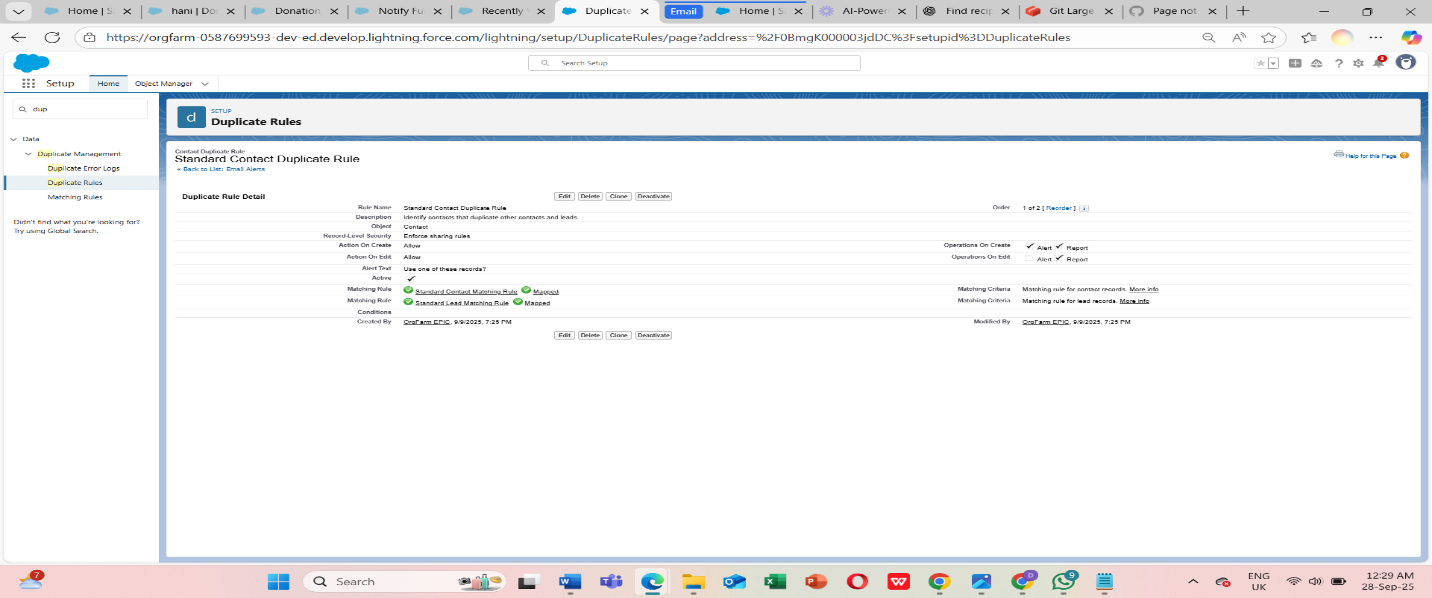 Home | S
hani | Do
Donation
Notify Fu
Recently
Duplicate
Email
Home | S
AI-Power
Find recip
Git Large
Page not
https://orgfarm-0587699593-dev-ed.develop.lightning.force.com/lightning/setup/DuplicateRules/page?address=%2F0BmgK000003jdDC%3Fsetupid%3DDuplicateRules
Search Setup
Setup
Home
Object Manager
dup
Data
Duplicate Management
Duplicate Error Logs
Duplicate Rules
Matching Rules
Didn't find what you're looking for?
Try using Global Search.
d
SETUP
Duplicate Rules
Contact Duplicate Rule
Standard Contact Duplicate Rule
« Back to List: Email Alerts
Help for this Page
Duplicate Rule Detail
Edit Delete Clone Deactivate
Rule Name Standard Contact Duplicate Rule Order 1 of 2 [ Reorder ]
Description Identify contacts that duplicate other contacts and leads.
Object Contact
Record-Level Security Enforce sharing rules
Action On Create Allow Operations On Create Alert Report
Action On Edit Allow Operations On Edit Alert Report
Alert Text Use one of these records?
Active
Matching Rule Standard Contact Matching Rule Mapped Matching Criteria Matching rule for contact records. More info
Matching Rule Standard Lead Matching Rule Mapped Matching Criteria Matching rule for lead records. More info
Conditions
Created By OrgFarm EPIC, 9/9/2025, 7:25 PM Modified By OrgFarm EPIC, 9/9/2025, 7:25 PM
Edit Delete Clone Deactivate
7
Search
D
9
ENG
UK
12:29 AM
28-Sep-25